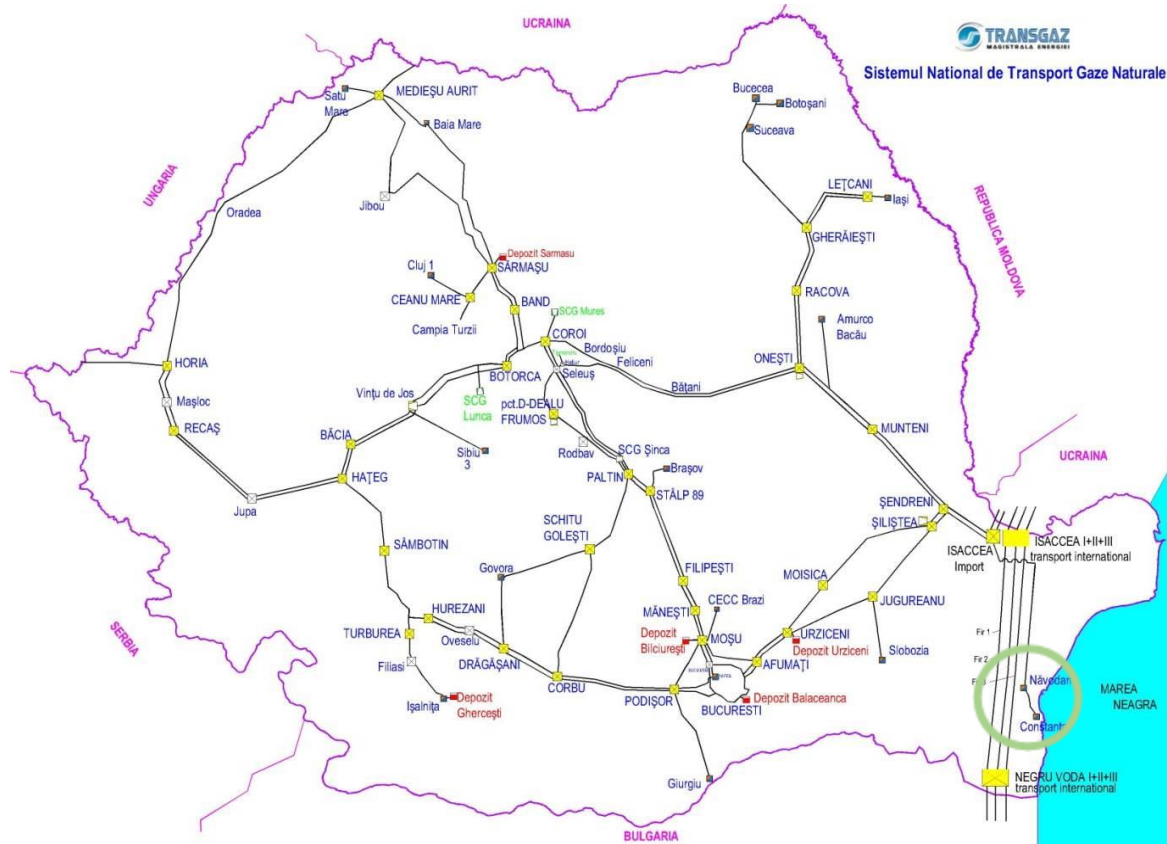 UCRAINA
TRANSGAZ
MAGISTRALA ENERGIEI
Sistemul National de Transport Gaze Naturale
Satu
Mare
MEDIEŞU AURIT
Baia Mare
Bucecea
Botoşani
Suceava
UNGARIA
Jibou
Oradea
LEŢCANI
Iaşi
REPUBLICA MOLDOVA
GHERĂIEŞTI
Depozit Sarmasu
Cluj 1
SĂRMAŞU
CEANU MARE
BAND
RACOVA
Campia Turzii
SCG Mures
Amurco
Bacău
COROI
Bordoşiu
HORIA
BOTORCA
Seleuş
Feliceni
ONEŞTI
Maşloc
Vinţu de Jos
SCG
Lunca
Băţani
RECAŞ
pct.D-DEALU
FRUMOS
BĂCIA
Sibiu
3
Rodbav
SCG Şinca
MUNTENI
HAŢEG
PALTIN
Braşov
UCRAINA
Jupa
STÂLP 89
ŞENDRENI
ŞILIŞTEA
SCHITU
GOLEŞTI
ISACCEA
Import
ISACCEA I+II+III
transport international
SÂMBOTIN
Govora
FILIPEŞTI
MOISICA
SERBIA
HUREZANI
MĂNEŞTI
CECC Brazi
JUGUREANU
TURBUREA
Oveselu
Depozit
Bilciureşti
MOŞU
URZICENI
Fir 1
DRĂGĂŞANI
Depozit Urziceni
Slobozia
Fir 2
Filiasi
AFUMAŢI
CORBU
Işalniţa
Depozit
Gherceşti
PODIŞOR
BUCURESTI
Depozit Balaceanca
Năvodari
MAREA
NEAGRA
Constanta
Giurgiu
NEGRU VODA I+II+III
transport international
BULGARIA